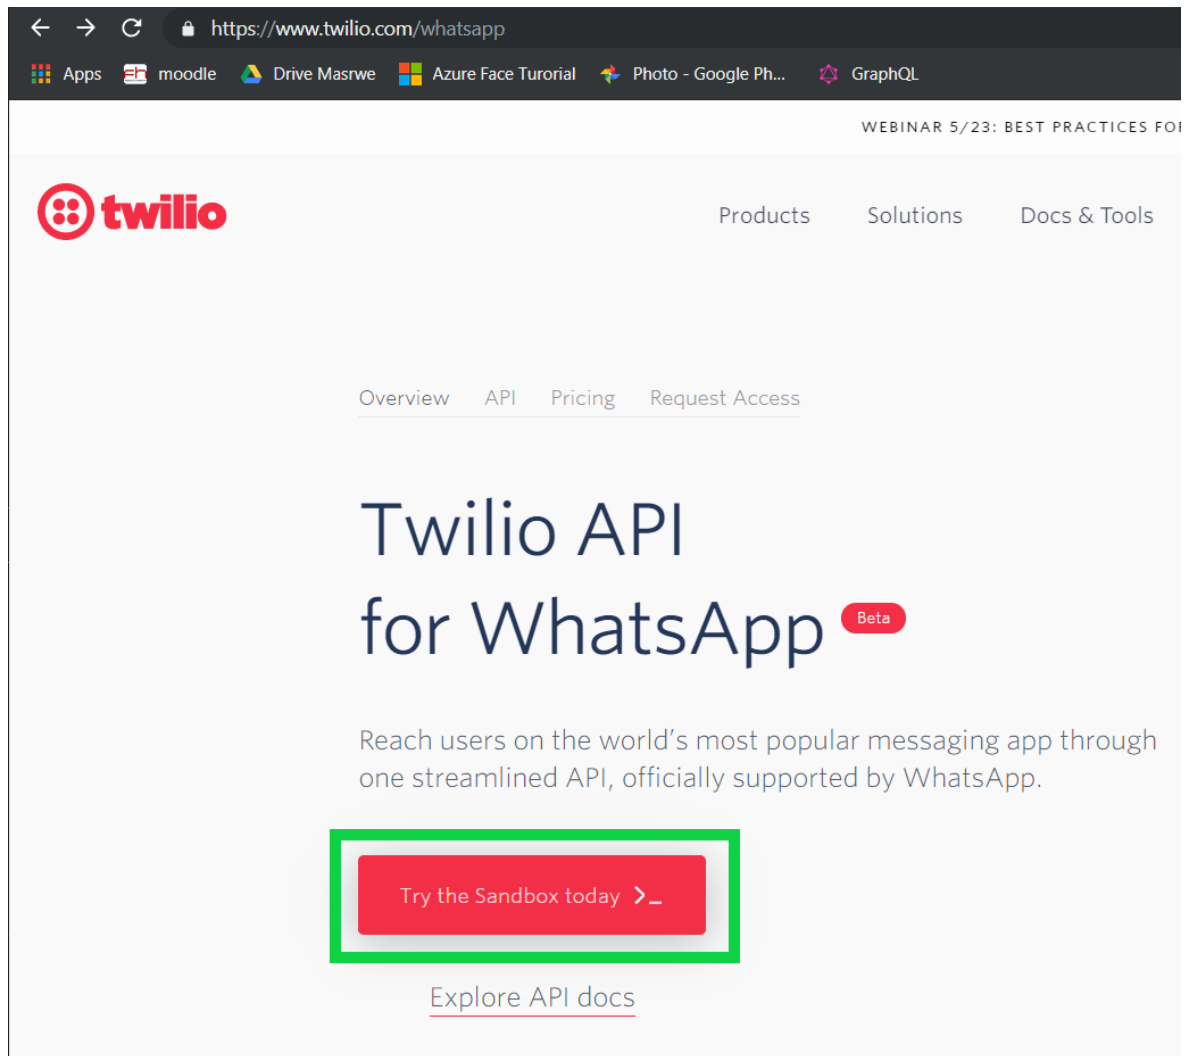 https://www.twilio.com/whatsapp
Apps moodle Drive Masrwe Azure Face Turorial Photo - Google Ph... GraphQL
WEBINAR 5/23: BEST PRACTICES FOR
twilio Products Solutions Docs & Tools
Overview API Pricing Request Access
Twilio API
for WhatsApp Beta
Reach users on the world’s most popular messaging app through
one streamlined API, officially supported by WhatsApp.
Try the Sandbox today >_
Explore API docs